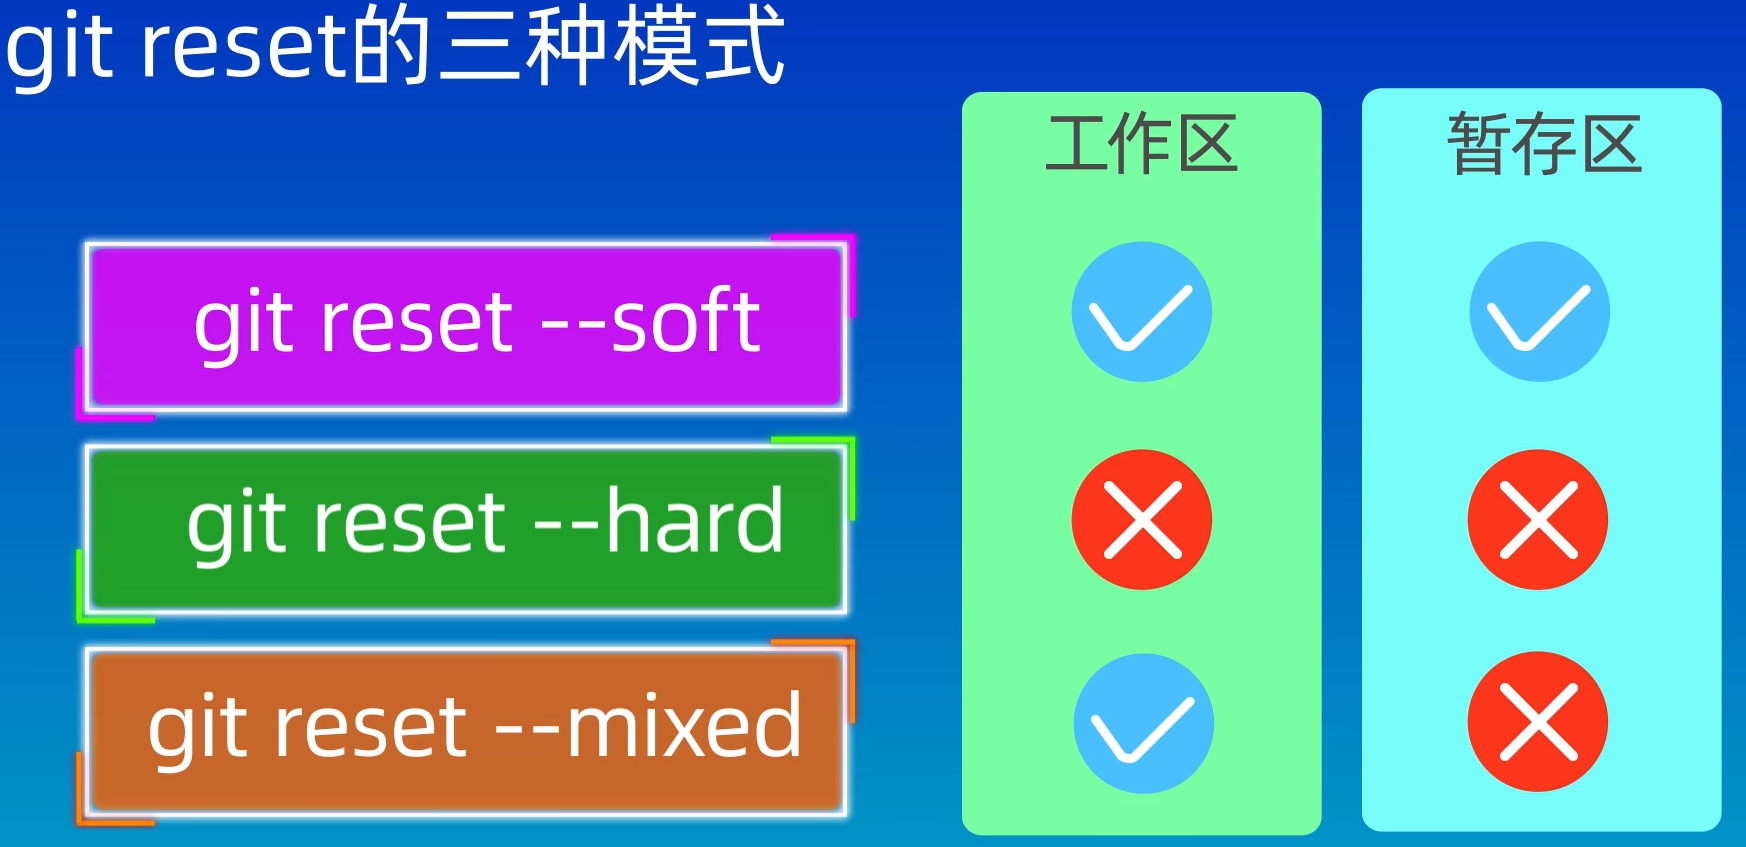 git reset的三种模式
工作区
暂存区
git reset --soft
git reset --hard
git reset --mixed